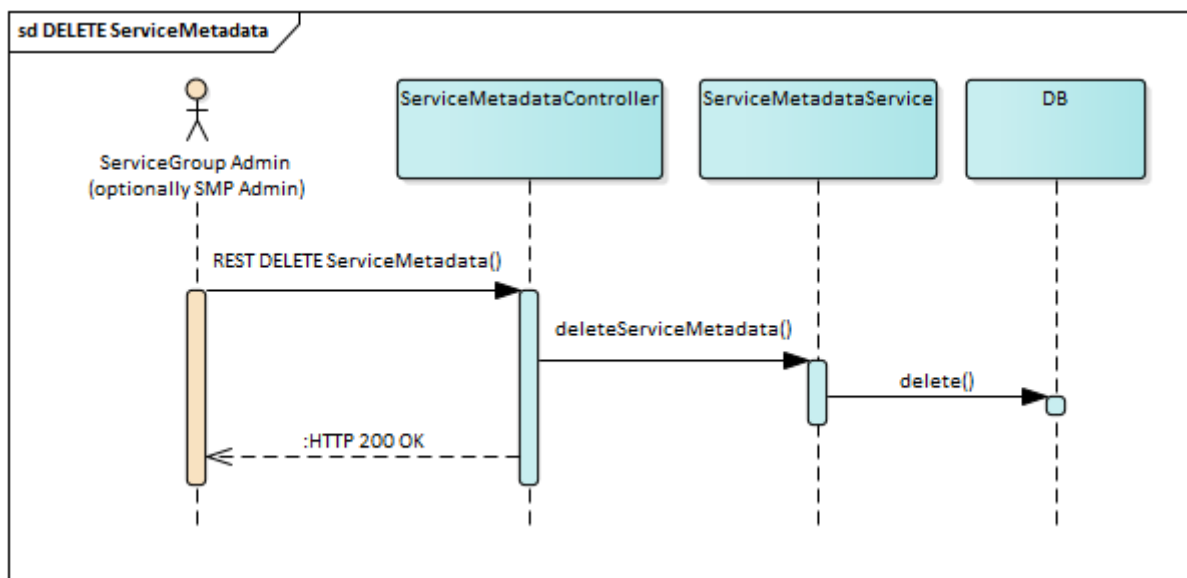 sd DELETE ServiceMetadata
ServiceMetadataController
ServiceMetadataService
DB
ServiceGroup Admin
(optionally SMP Admin)
REST DELETE ServiceMetadata()
deleteServiceMetadata()
delete()
:HTTP 200 OK